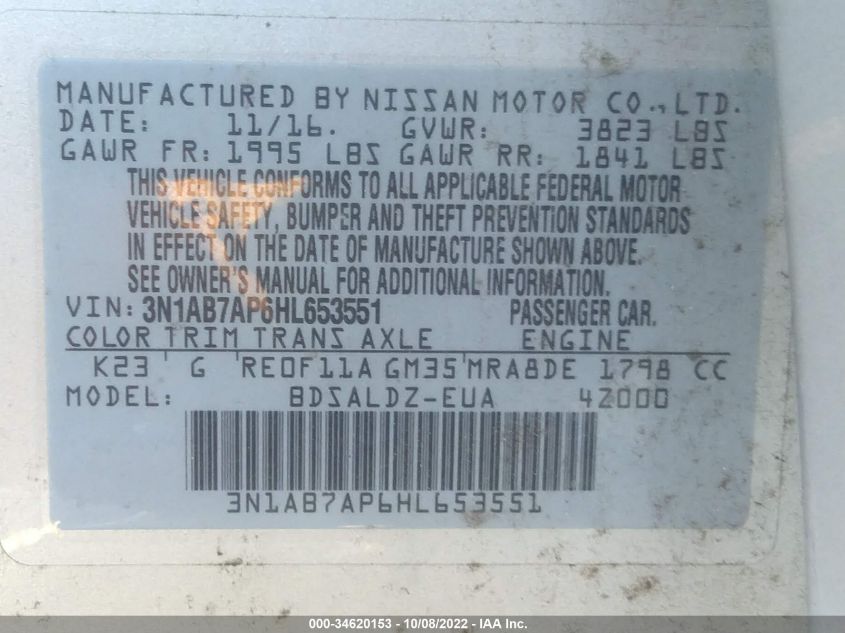 MANUFACTURED BY NISSAN MOTOR CO., LTD.
DATE: 11/16. GVWR: 3823 LBS
GAWR FR: 1995 LBS GAWR RR: 1841 LBS
THIS VEHICLE CONFORMS TO ALL APPLICABLE FEDERAL MOTOR
VEHICLE SAFETY, BUMPER AND THEFT PREVENTION STANDARDS
IN EFFECT ON THE DATE OF MANUFACTURE SHOWN ABOVE.
SEE OWNER'S MANUAL FOR ADDITIONAL INFORMATION.
VIN: 3N1AB7AP6HL653551 PASSENGER CAR.
COLOR TRIM TRANS AXLE ENGINE
K23 G RE0F11A GM35 MRA8DE 1798 CC
MODEL: BDSALDZ-EUA 4Z000
3N1AB7AP6HL653551
000-34620153 - 10/08/2022 - IAA Inc.